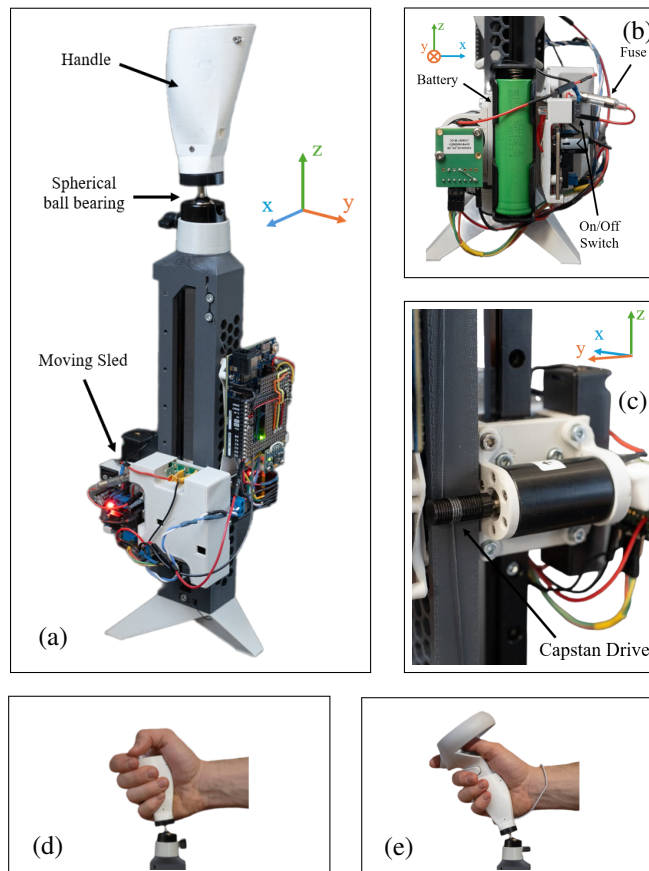 Handle
Spherical
ball bearing
z
x
y
Moving Sled
(a)
(b)
z
y
x
Fuse
Battery
On/Off
Switch
z
x
y
(c)
Capstan Drive
(d)
(e)